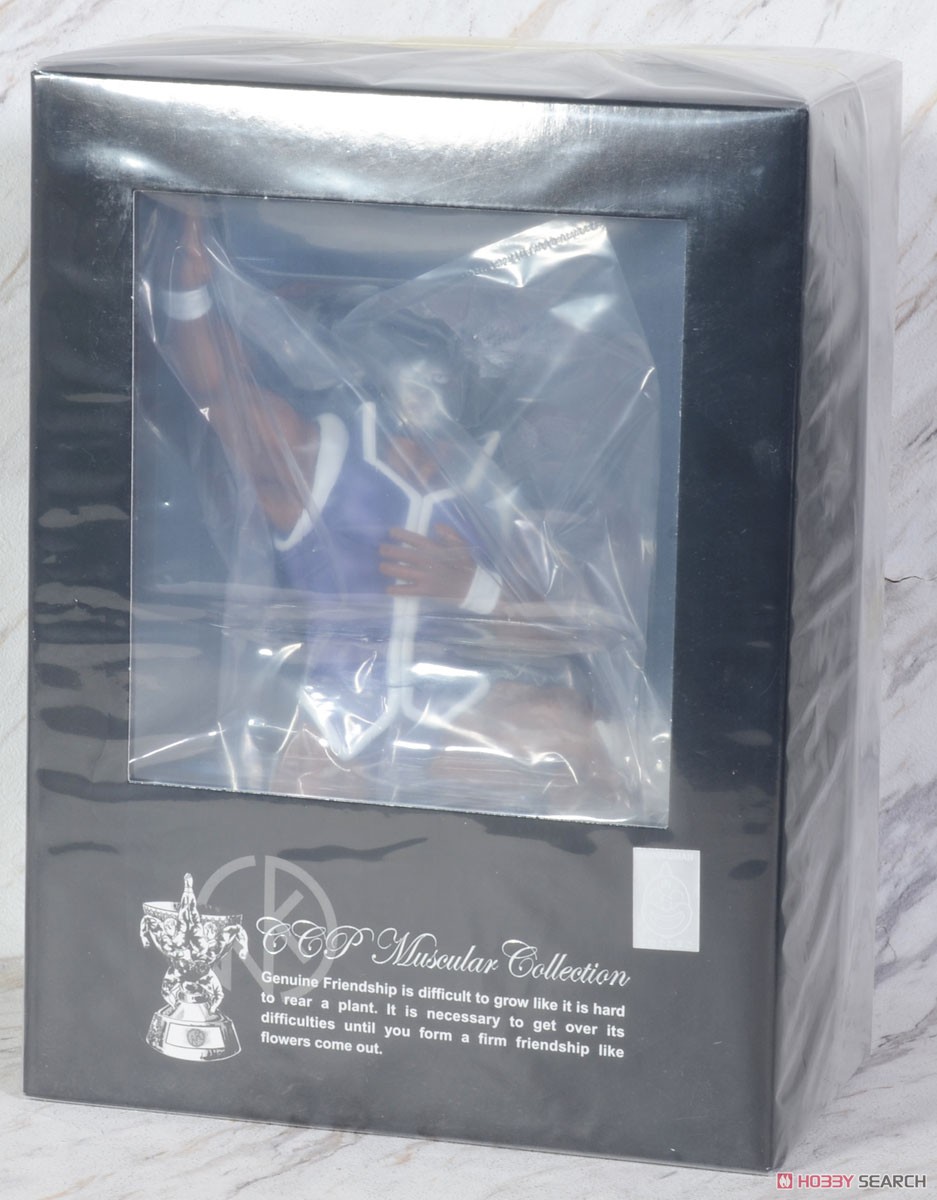 CCP Muscular Collection
Genuine Friendship is difficult to grow like it is hard
to rear a plant. It is necessary to get over its
difficulties until you form a firm friendship like
flowers come out.
HOBBY SEARCH